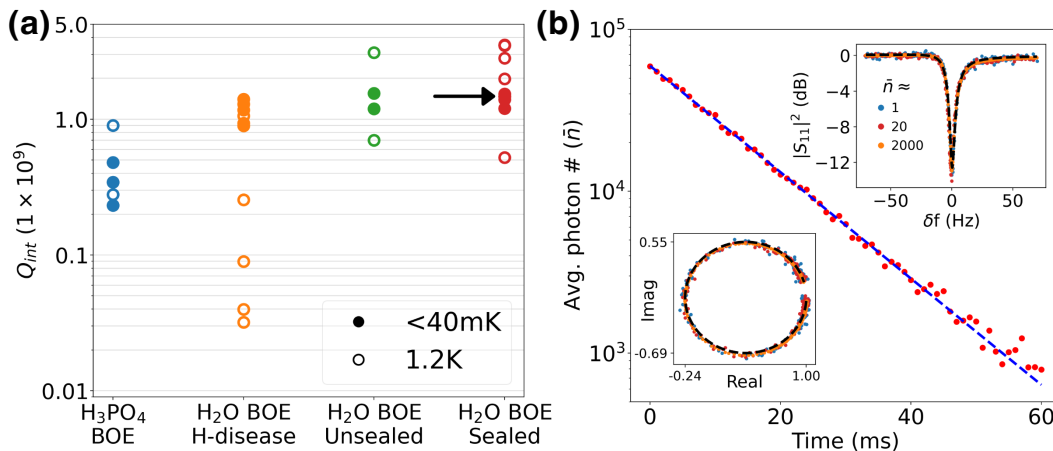 (a)
5.0
1.0
0.1
0.01
Q_int (1 × 10^9)
<40mK
1.2K
H₃PO₄ BOE
H₂O BOE H-disease
H₂O BOE Unsealed
H₂O BOE Sealed
(b)
10^5
10^4
10^3
Avg. photon # (n̄)
0 20 40 60
Time (ms)
0
−4
−8
−12
|S₁₁|² (dB)
n̄ ≈
1
20
2000
−50 0 50
δf (Hz)
0.55
Imag
-0.69
-0.24 1.00
Real